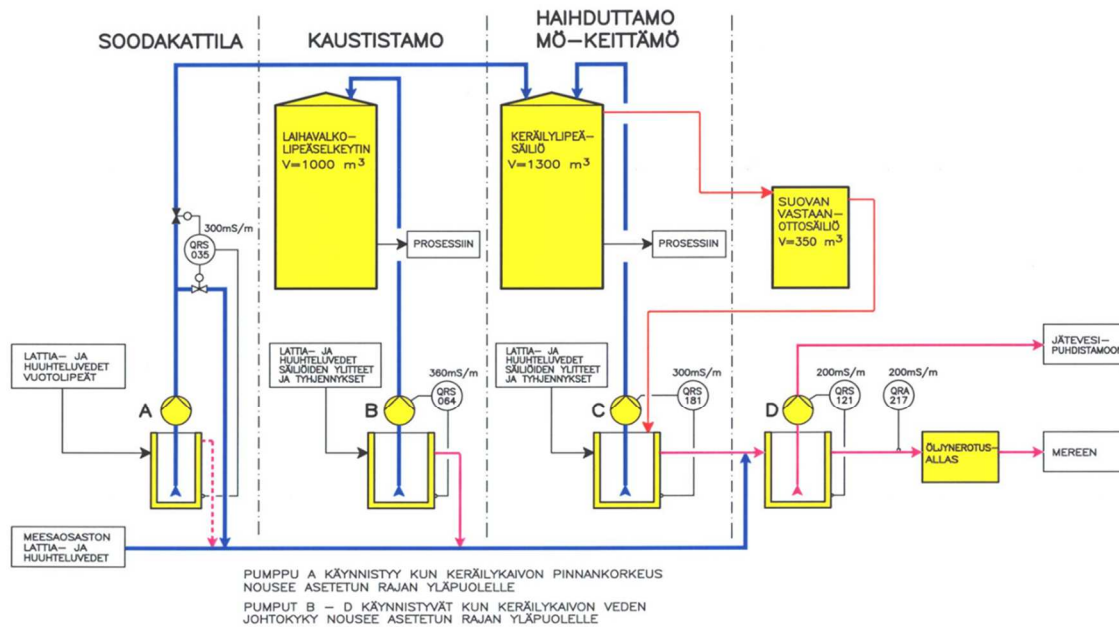 SOODAKATTILA
KAUSTISTAMO
HAIHDUTTAMO
MÖ-KEITTÄMÖ
LAIHAVALKO-
LIPEÄSELKEYTIN
V=1000 m³
KERÄILYLIPEÄ-
SÄILIÖ
V=1300 m³
SUOVAN
VASTAAN-
OTTOSÄILIÖ
V=350 m³
300mS/m
QRS
035
PROSESSIIN
PROSESSIIN
LATTIA- JA
HUUHTELUVEDET
VUOTOLIPEÄT
A
LATTIA- JA
HUUHTELUVEDET
SÄILIÖIDEN YLITTEET
JA TYHJENNYKSET
B
360mS/m
QRS
064
LATTIA- JA
HUUHTELUVEDET
SÄILIÖIDEN YLITTEET
JA TYHJENNYKSET
C
300mS/m
QRS
181
D
200mS/m
QRS
121
200mS/m
QRA
217
JÄTEVESI-
PUHDISTAMOON
ÖLJYNEROTUS-
ALLAS
MEREEN
MEESAOSASTON
LATTIA- JA
HUUHTELUVEDET
PUMPPU A KÄYNNISTYY KUN KERÄILYKAIVON PINNANKORKEUS
NOUSEE ASETETUN RAJAN YLÄPUOLELLE
PUMPUT B - D KÄYNNISTYVÄT KUN KERÄILYKAIVON VEDEN
JOHTOKYKY NOUSEE ASETETUN RAJAN YLÄPUOLELLE